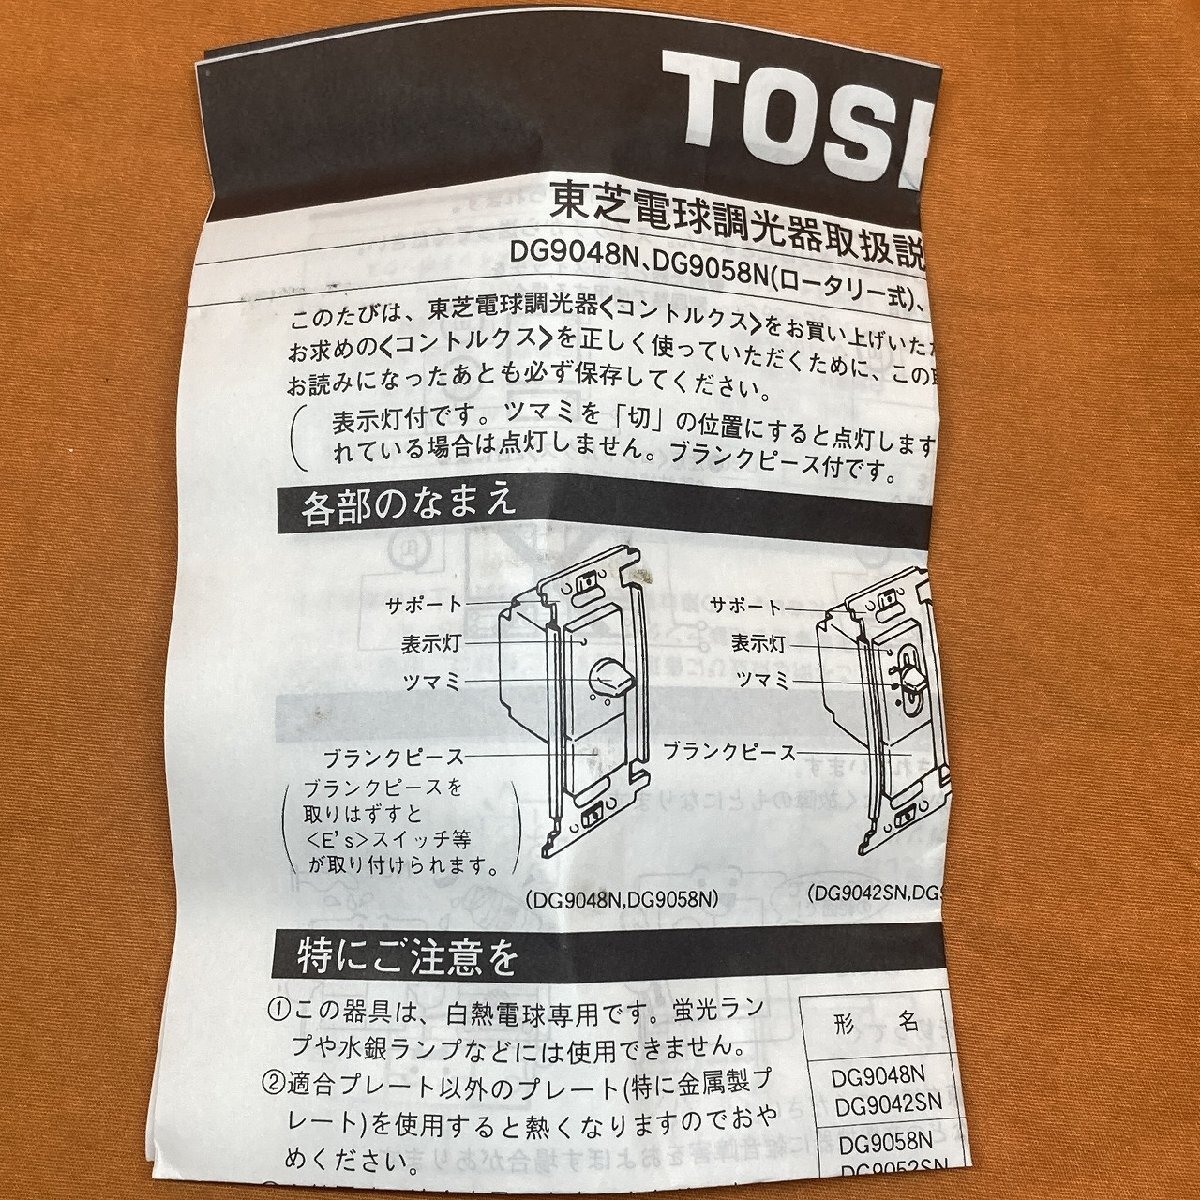 TOSH
東芝電球調光器取扱説
DG9048N、DG9058N(ロータリー式)、
このたびは、東芝電球調光器<コントルクス>をお買い上げいただ
お求めの<コントルクス>を正しく使っていただくために、この取
お読みになったあとも必ず保存してください。
表示灯付です。ツマミを「切」の位置にすると点灯します
れている場合は点灯しません。ブランクピース付です。
各部のなまえ
サポート
表示灯
ツマミ
ブランクピース
ブランクピースを
取りはずすと
<E's>スイッチ等
が取り付けられます。
(DG9048N,DG9058N)
サポート
表示灯
ツマミ
ブランクピース
(DG9042SN,DG9
特にご注意を
①この器具は、白熱電球専用です。蛍光ラン
プや水銀ランプなどには使用できません。
②適合プレート以外のプレート(特に金属製プ
レート)を使用すると熱くなりますのでおや
めください。
形名
DG9048N
DG9042SN
DG9058N
DG9052SN